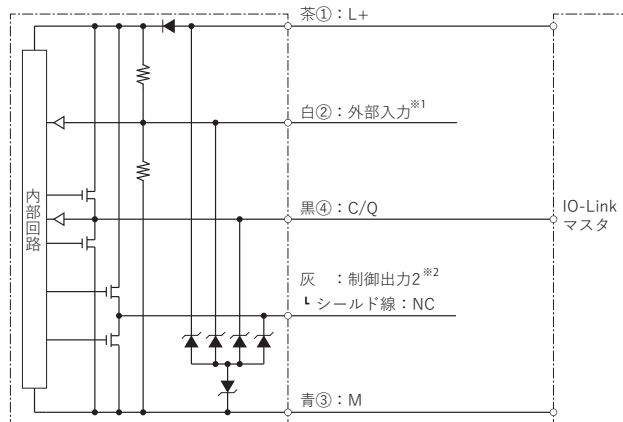 茶①：L+
白②：外部入力※1
内部回路
黒④：C/Q
IO-Link
マスタ
灰　：制御出力2※2
┗ シールド線：NC
青③：M